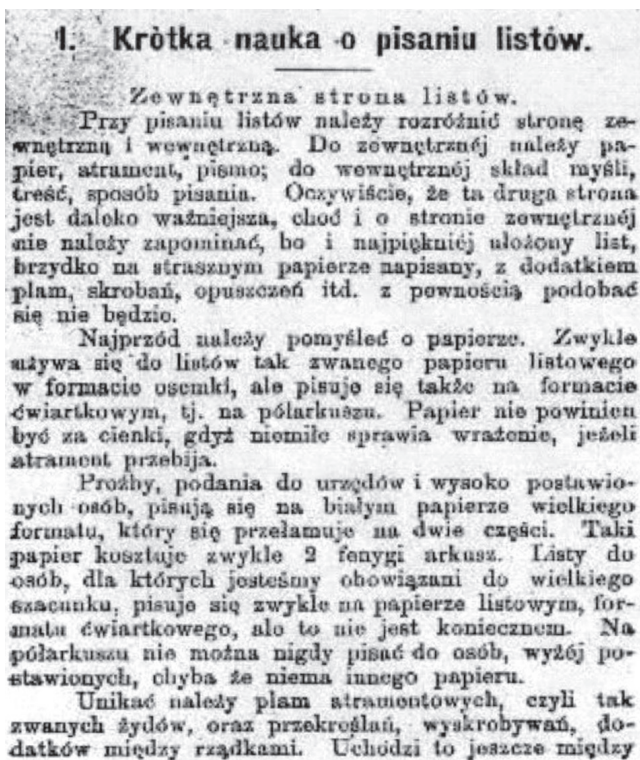 1. Kròtka nauka o pisaniu listów.
Zewnętrzna strona listów.
Przy pisaniu listów należy rozróżnić stronę ze-
wnętrzną i wewnętrzną. Do zewnętrznéj należy pa-
pier, atrament, pismo; do wewnętrznéj skład myśli,
treść, sposób pisania. Oczywiście, że ta druga strona
jest daleko ważniejsza, choć i o stronie zewnętrznéj
nie należy zapominać, bo i najpiękniéj ułożony list,
brzydko na strasznym papierze napisany, z dodatkiem
plam, skrobań, opuszczeń itd. z pewnością podobać
się nie będzie.
Najprzód należy pomyśleć o papierze. Zwykle
używa się do listów tak zwanego papieru listowego
w formacie osemki, ale pisuje się także na formacie
ćwiartkowym, tj. na półarkuszu. Papier nie powinien
być za cienki, gdyż niemiłe sprawia wrażenie, jeżeli
atrament przebija.
Proźby, podania do urzędów i wysoko postawio-
nych osób, pisują się na białym papierze wielkiego
formatu, który się przełamuje na dwie części. Taki
papier kosztuje zwykle 2 fenygi arkusz. Listy do
osób, dla których jesteśmy obowiązani do wielkiego
szacunku, pisuje się zwykle na papierze listowym, for-
matu ćwiartkowego, ale to nie jest koniecznem. Na
półarkuszu nie można nigdy pisać do osób, wyżéj po-
stawionych, chyba że niema innego papieru.
Unikać należy plam atramentowych, czyli tak
zwanych żydów, oraz przekreślań, wyskrobywań, do-
datków między rządkami. Uchodzi to jeszcze między